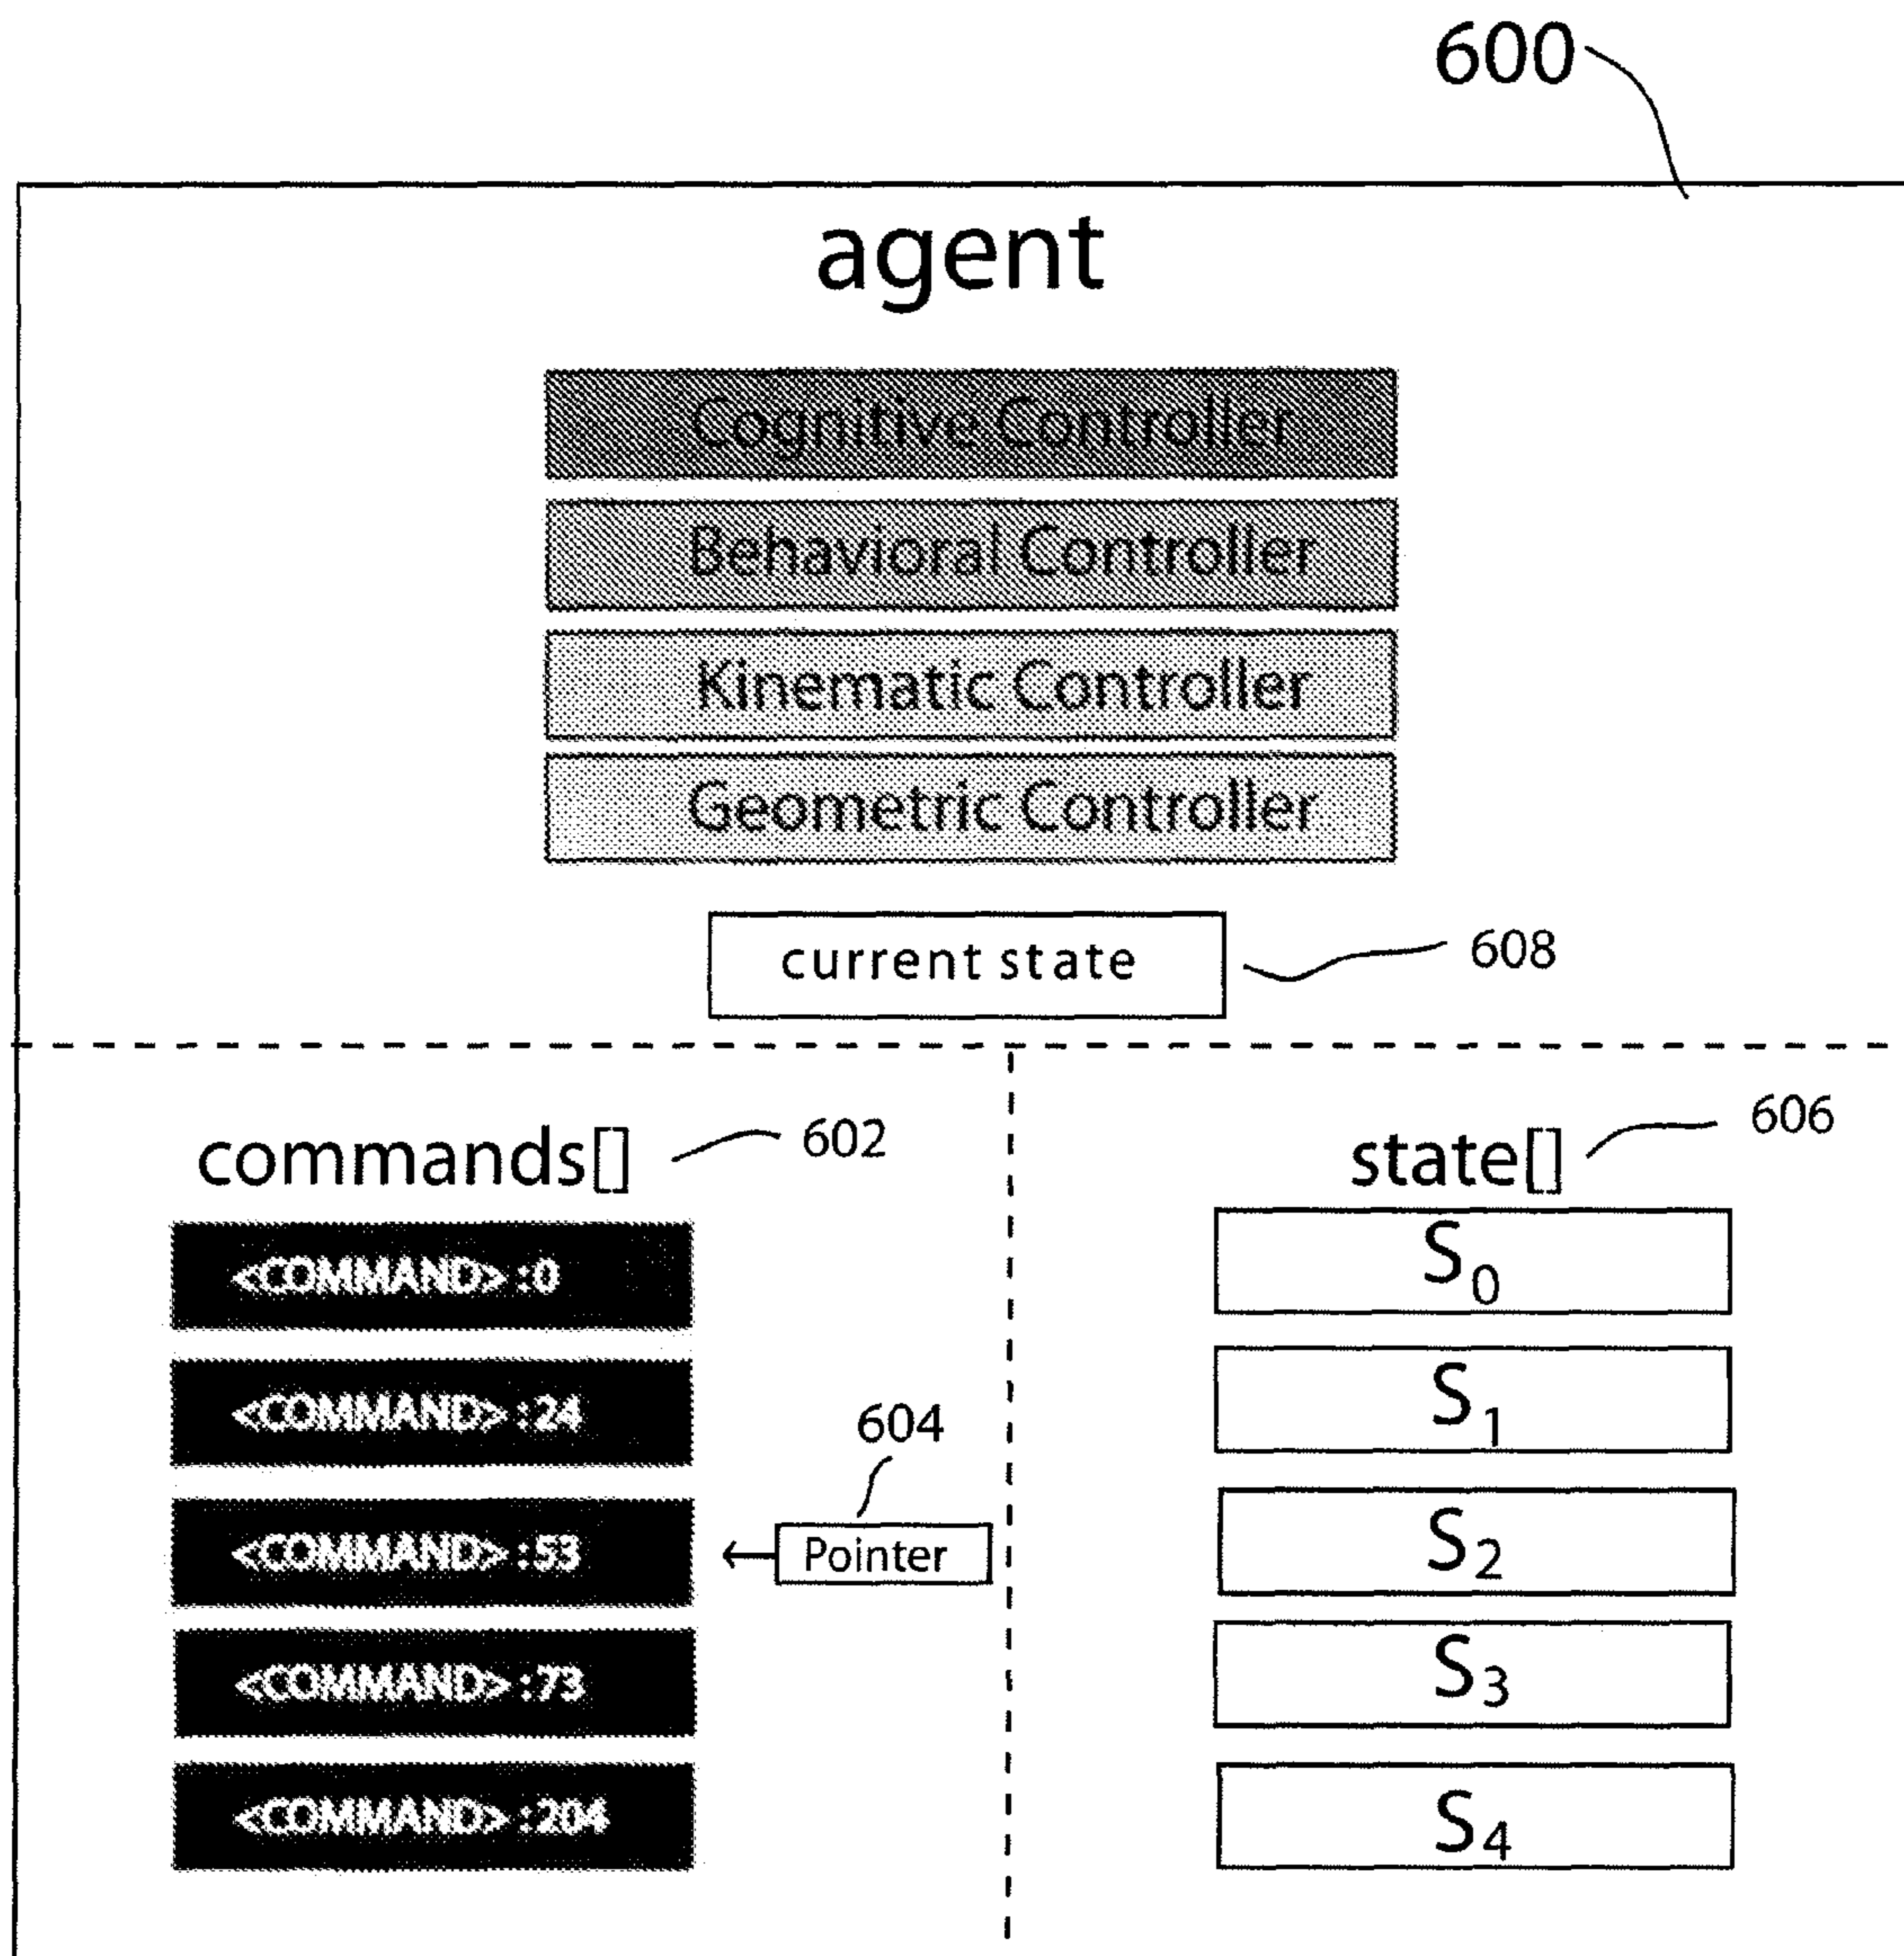 600
agent
Cognitive Controller
Behavioral Controller
Kinematic Controller
Geometric Controller
current state
608
commands[]
602
<COMMAND> :0
<COMMAND> :24
<COMMAND> :53
<COMMAND> :73
<COMMAND> :204
604
Pointer
state[]
606
S0
S1
S2
S3
S4